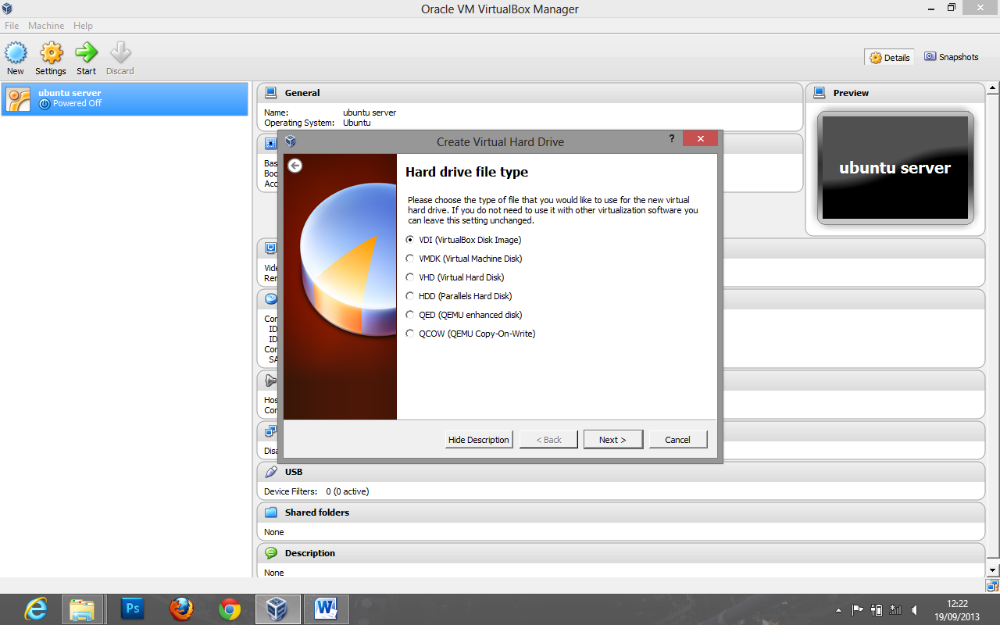 Oracle VM VirtualBox Manager
File Machine Help
New Settings Start Discard
Details Snapshots
ubuntu server
Powered Off
General
Name: ubuntu server
Operating System: Ubuntu
Preview
ubuntu server
Bas
Boo
Acc
Vide
Ren
Con
ID
ID
Con
SA
Hos
Con
Disa
Create Virtual Hard Drive
?
Hard drive file type
Please choose the type of file that you would like to use for the new virtual
hard drive. If you do not need to use it with other virtualization software you
can leave this setting unchanged.
VDI (VirtualBox Disk Image)
VMDK (Virtual Machine Disk)
VHD (Virtual Hard Disk)
HDD (Parallels Hard Disk)
QED (QEMU enhanced disk)
QCOW (QEMU Copy-On-Write)
Hide Description < Back Next > Cancel
USB
Device Filters: 0 (0 active)
Shared folders
None
Description
None
Ps
W
12:22
19/09/2013